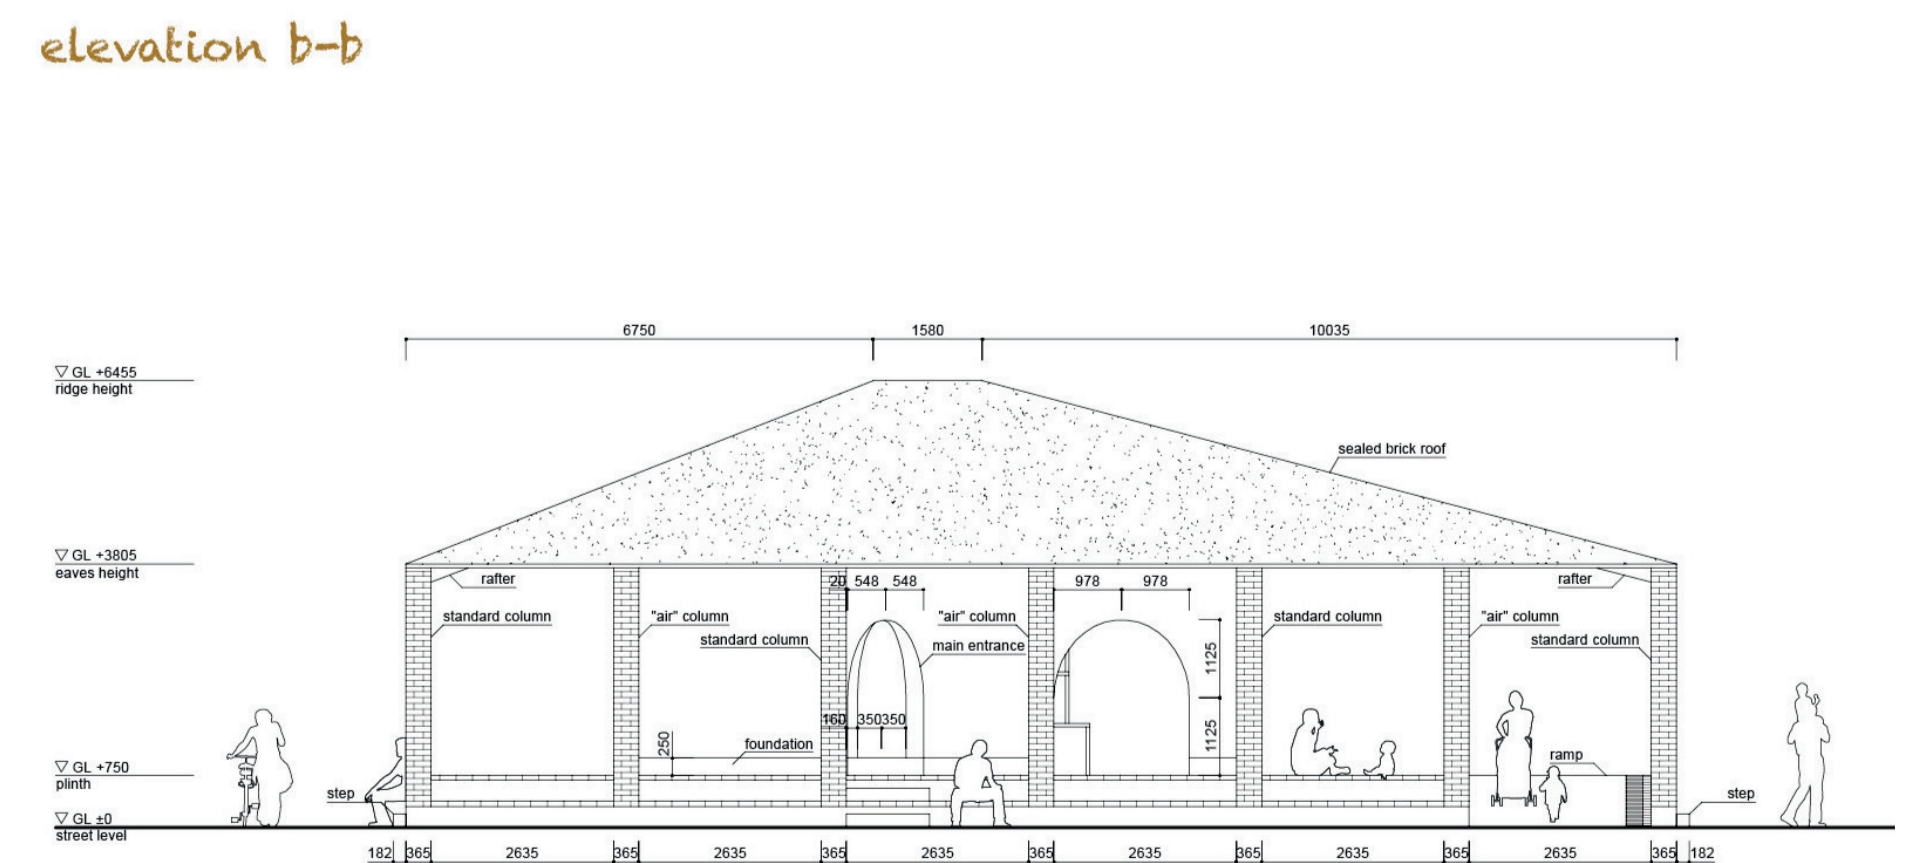 elevation b-b
6750 1580 10035
▽ GL +6455
ridge height
sealed brick roof
▽ GL +3805
eaves height
rafter 20 548 548 978 978 rafter
standard column "air" column "air" column standard column "air" column
standard column standard column
main entrance
1125
160 350 350
250 foundation 1125
ramp
▽ GL +750
plinth
step step
▽ GL ±0
street level
182 365 2635 365 2635 365 2635 365 2635 365 2635 365 2635 365 182